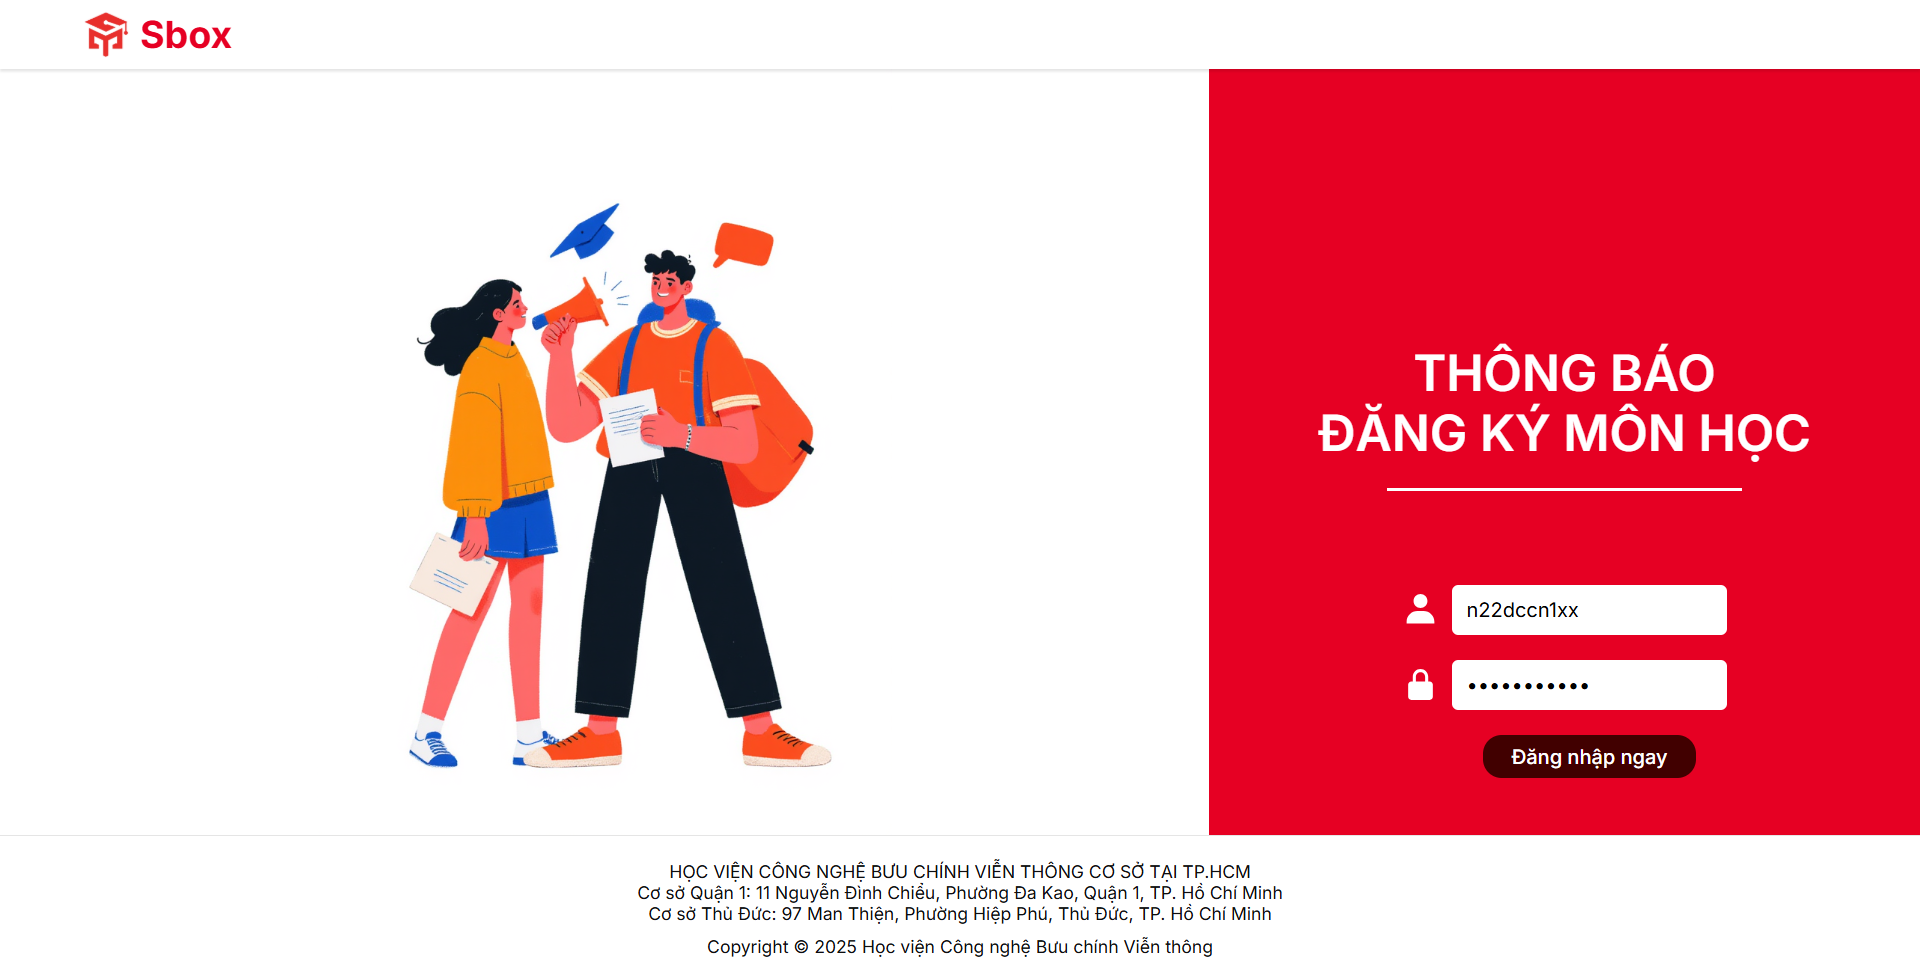 Sbox
THÔNG BÁO
ĐĂNG KÝ MÔN HỌC
n22dccn1xx
•••••••••••
Đăng nhập ngay
HỌC VIỆN CÔNG NGHỆ BƯU CHÍNH VIỄN THÔNG CƠ SỞ TẠI TP.HCM
Cơ sở Quận 1: 11 Nguyễn Đình Chiểu, Phường Đa Kao, Quận 1, TP. Hồ Chí Minh
Cơ sở Thủ Đức: 97 Man Thiện, Phường Hiệp Phú, Thủ Đức, TP. Hồ Chí Minh
Copyright © 2025 Học viện Công nghệ Bưu chính Viễn thông